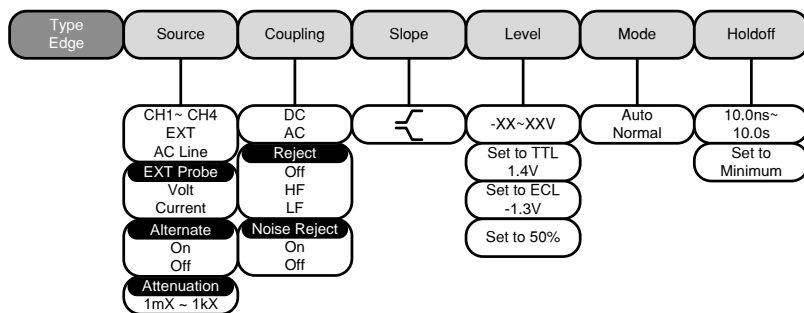 Type
Edge
Source
Coupling
Slope
Level
Mode
Holdoff
CH1~ CH4
EXT
AC Line
EXT Probe
Volt
Current
Alternate
On
Off
Attenuation
1mX ~ 1kX
DC
AC
Reject
Off
HF
LF
Noise Reject
On
Off
-XX~XXV
Set to TTL
1.4V
Set to ECL
-1.3V
Set to 50%
Auto
Normal
10.0ns~
10.0s
Set to
Minimum